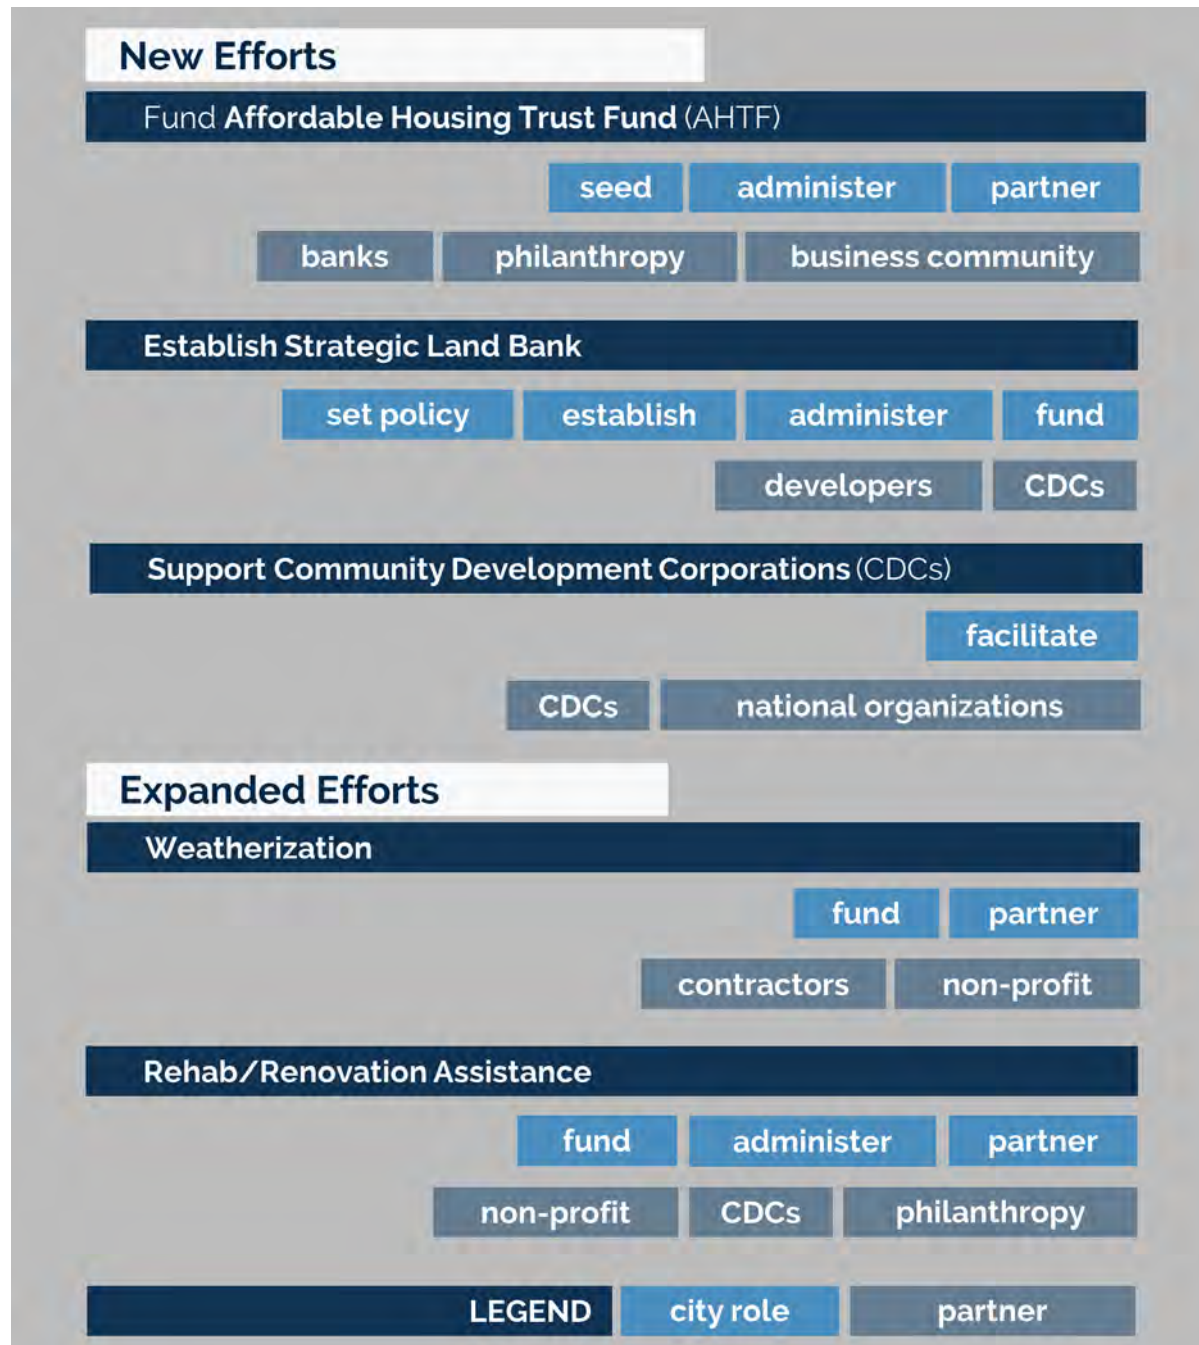 New Efforts
Fund Affordable Housing Trust Fund (AHTF)
seed administer partner
banks philanthropy business community
Establish Strategic Land Bank
set policy establish administer fund
developers CDCs
Support Community Development Corporations (CDCs)
facilitate
CDCs national organizations
Expanded Efforts
Weatherization
fund partner
contractors non-profit
Rehab/Renovation Assistance
fund administer partner
non-profit CDCs philanthropy
LEGEND city role partner